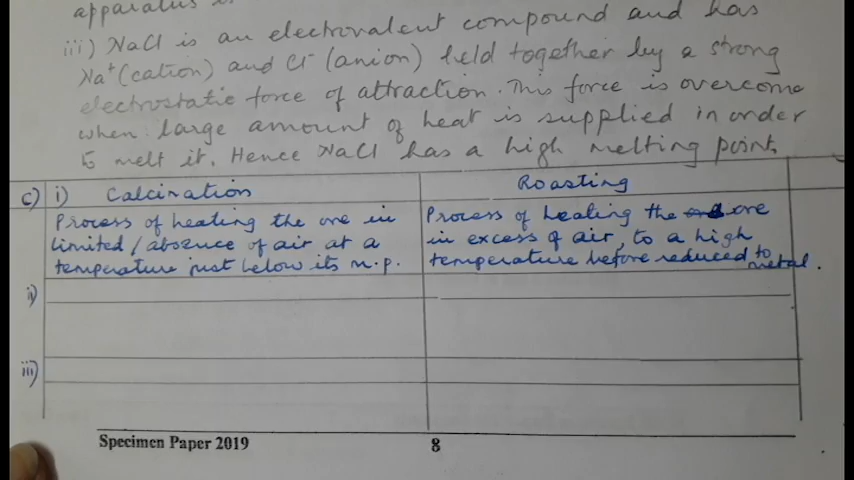 apparatus is
iii) NaCl is an electrovalent compound and has
Na⁺(cation) and Cl⁻(anion) held together by a strong
electrostatic force of attraction. This force is overcome
when large amount of heat is supplied in order
to melt it. Hence NaCl has a high melting point.
c) i) Calcination
Process of heating the ore in
limited/absence of air at a
temperature just below its m.p.
Roasting
Process of heating the ore
in excess of air, to a high
temperature before reduced to
metal.
ii)
iii)
Specimen Paper 2019 8